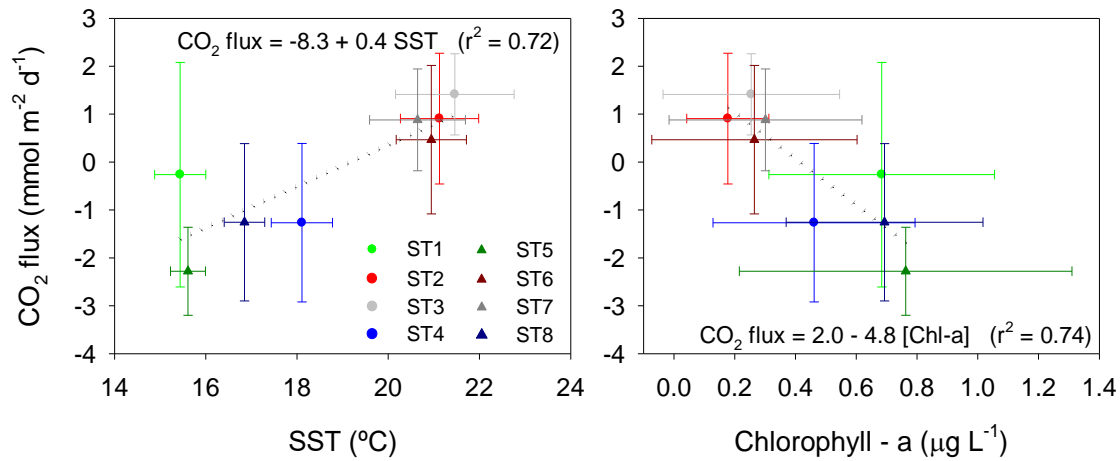 CO₂ flux (mmol m⁻² d⁻¹)
3
2
1
0
-1
-2
-3
-4
CO₂ flux = -8.3 + 0.4 SST (r² = 0.72)
ST1 ST5
ST2 ST6
ST3 ST7
ST4 ST8
14 16 18 20 22 24
SST (ºC)
3
2
1
0
-1
-2
-3
-4
CO₂ flux = 2.0 - 4.8 [Chl-a] (r² = 0.74)
0.0 0.2 0.4 0.6 0.8 1.0 1.2 1.4
Chlorophyll - a (μg L⁻¹)